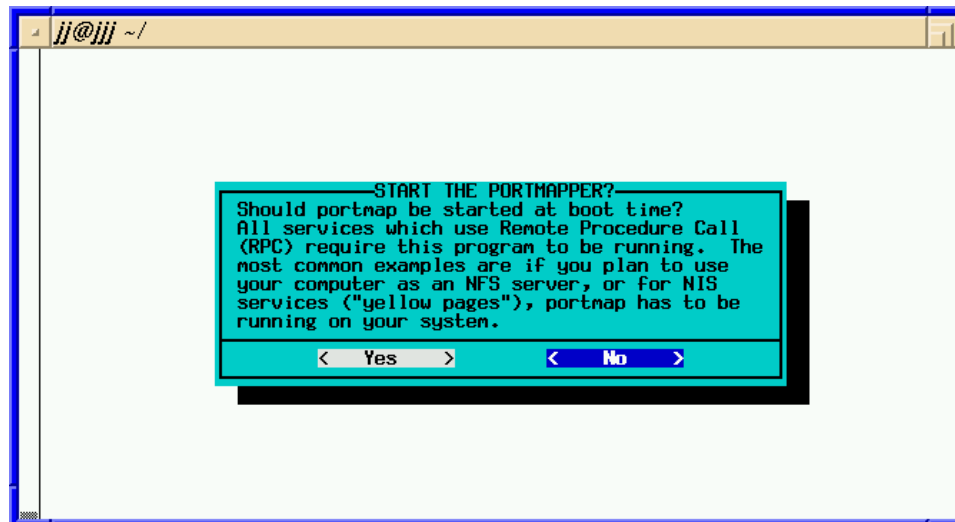 jj@jjj ~/
START THE PORTMAPPER?
Should portmap be started at boot time?
All services which use Remote Procedure Call
(RPC) require this program to be running.  The
most common examples are if you plan to use
your computer as an NFS server, or for NIS
services ("yellow pages"), portmap has to be
running on your system.
< Yes > < No >